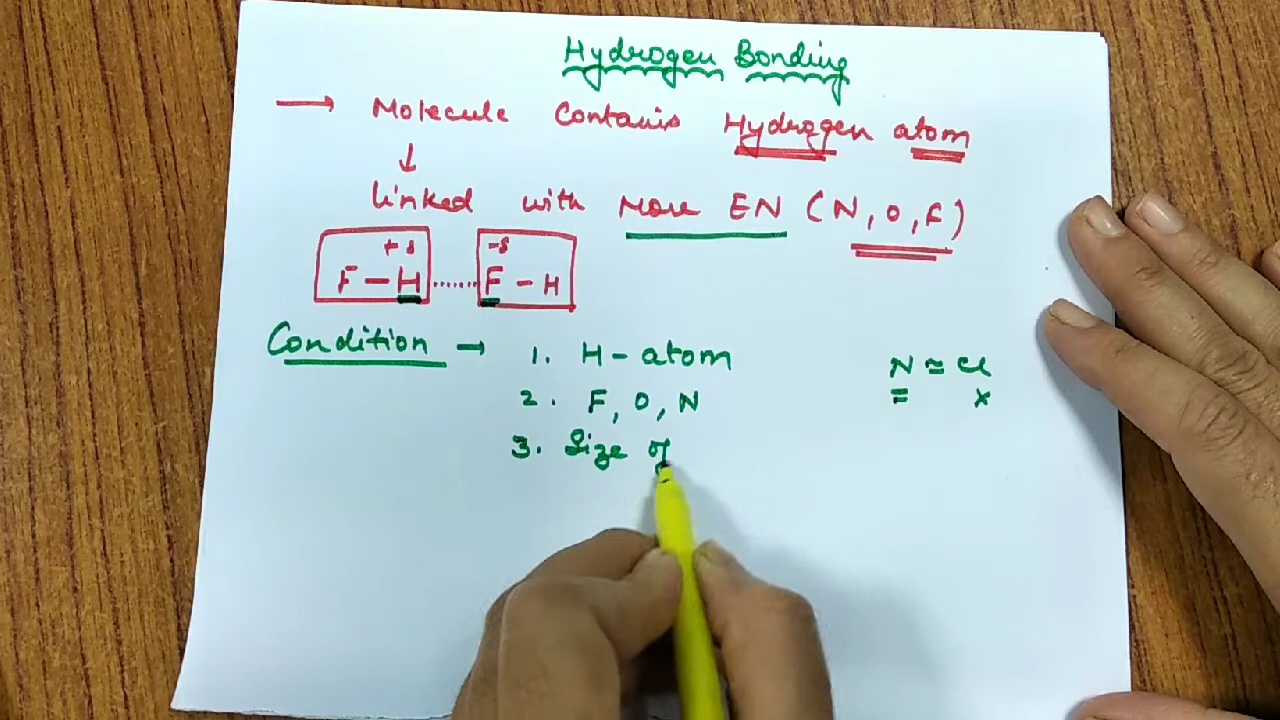 Hydrogen Bonding
→ Molecule Contains Hydrogen atom
↓
linked with More EN (N, O, F)
+δ -δ
F – H ....... F – H
Condition → 1. H-atom
2. F, O, N
3. Size of
N ≈ Cl
= x